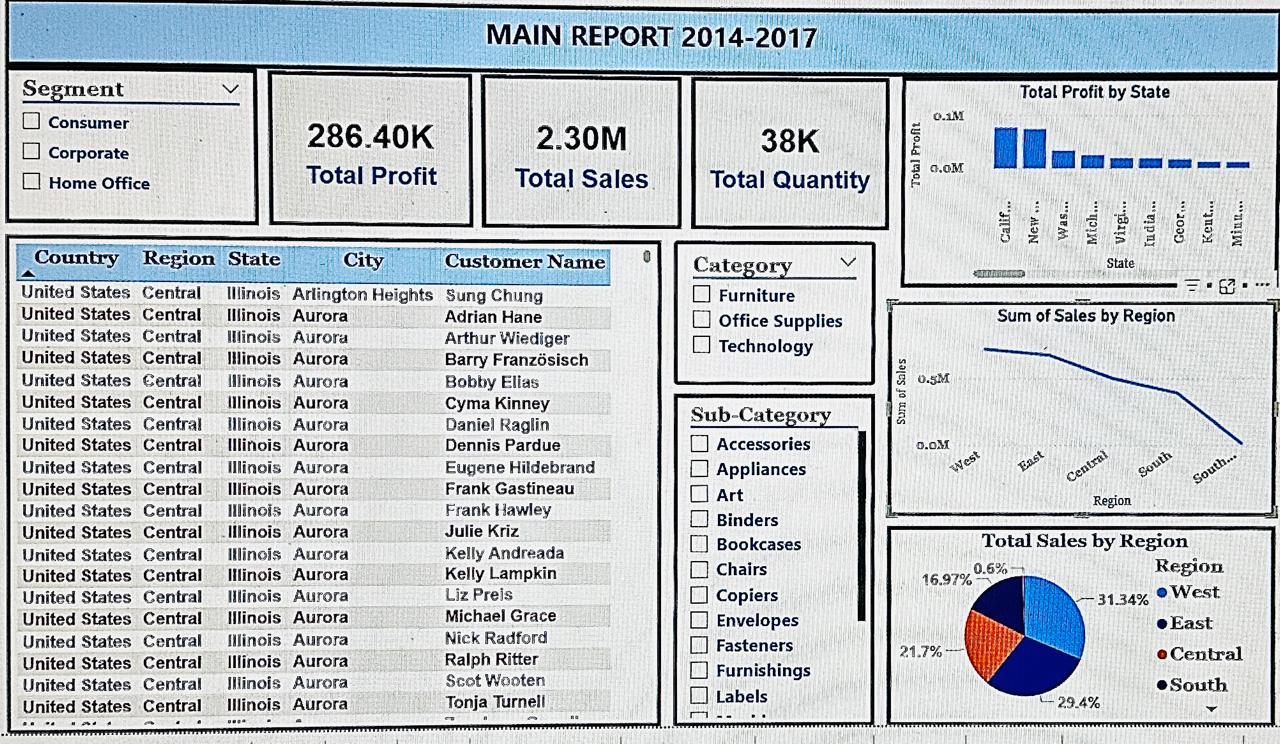 MAIN REPORT 2014-2017
Segment
Consumer
Corporate
Home Office
286.40K
Total Profit
2.30M
Total Sales
38K
Total Quantity
Total Profit by State
Total Profit
0.1M
0.0M
Calif...
New ...
Was...
Mich...
Virgi...
India...
Geor...
Kent...
Minn...
State
Country Region State City Customer Name
United States Central Illinois Arlington Heights Sung Chung
United States Central Illinois Aurora Adrian Hane
United States Central Illinois Aurora Arthur Wiediger
United States Central Illinois Aurora Barry Französisch
United States Central Illinois Aurora Bobby Elias
United States Central Illinois Aurora Cyma Kinney
United States Central Illinois Aurora Daniel Raglin
United States Central Illinois Aurora Dennis Pardue
United States Central Illinois Aurora Eugene Hildebrand
United States Central Illinois Aurora Frank Gastineau
United States Central Illinois Aurora Frank Hawley
United States Central Illinois Aurora Julie Kriz
United States Central Illinois Aurora Kelly Andreada
United States Central Illinois Aurora Kelly Lampkin
United States Central Illinois Aurora Liz Preis
United States Central Illinois Aurora Michael Grace
United States Central Illinois Aurora Nick Radford
United States Central Illinois Aurora Ralph Ritter
United States Central Illinois Aurora Scot Wooten
United States Central Illinois Aurora Tonja Turnell
Category
Furniture
Office Supplies
Technology
Sub-Category
Accessories
Appliances
Art
Binders
Bookcases
Chairs
Copiers
Envelopes
Fasteners
Furnishings
Labels
Sum of Sales by Region
Sum of Sales
0.5M
0.0M
West
East
Central
South
South...
Region
Total Sales by Region
0.6%
16.97%
31.34%
21.7%
29.4%
Region
West
East
Central
South